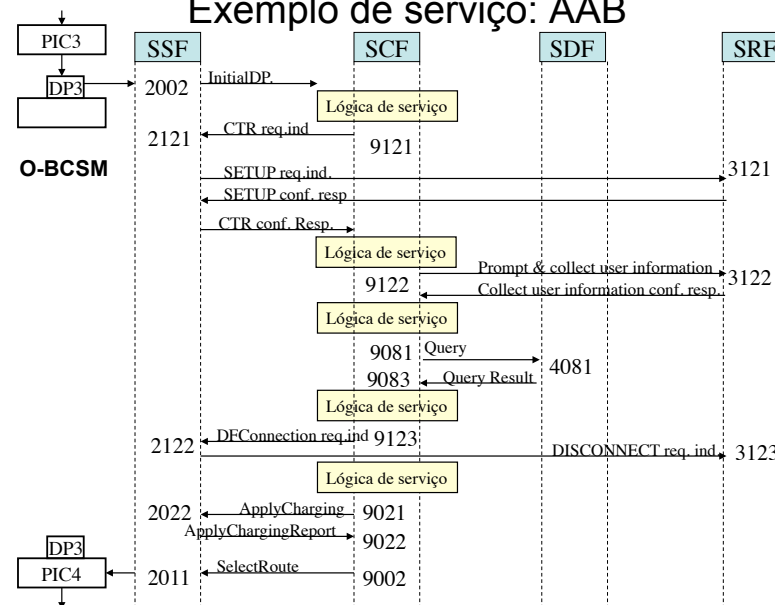 Exemplo de serviço: AAB
PIC3
SSF
SCF
SDF
SRF
DP3
2002
InitialDP.
Lógica de serviço
2121
CTR req.ind
9121
O-BCSM
SETUP req.ind.
3121
SETUP conf. resp
CTR conf. Resp.
Lógica de serviço
9122
Prompt & collect user information
3122
Collect user information conf. resp.
Lógica de serviço
9081
Query
4081
9083
Query Result
Lógica de serviço
2122
DFConnection req.ind
9123
DISCONNECT req. ind.
3123
Lógica de serviço
2022
ApplyCharging
9021
ApplyChargingReport
9022
DP3
PIC4
2011
SelectRoute
9002